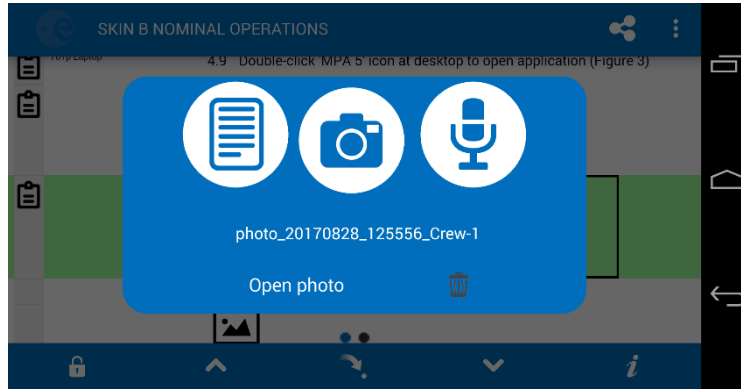 SKIN B NOMINAL OPERATIONS
4.9 Double-click 'MPA 5' icon at desktop to open application (Figure 3)
photo_20170828_125556_Crew-1
Open photo